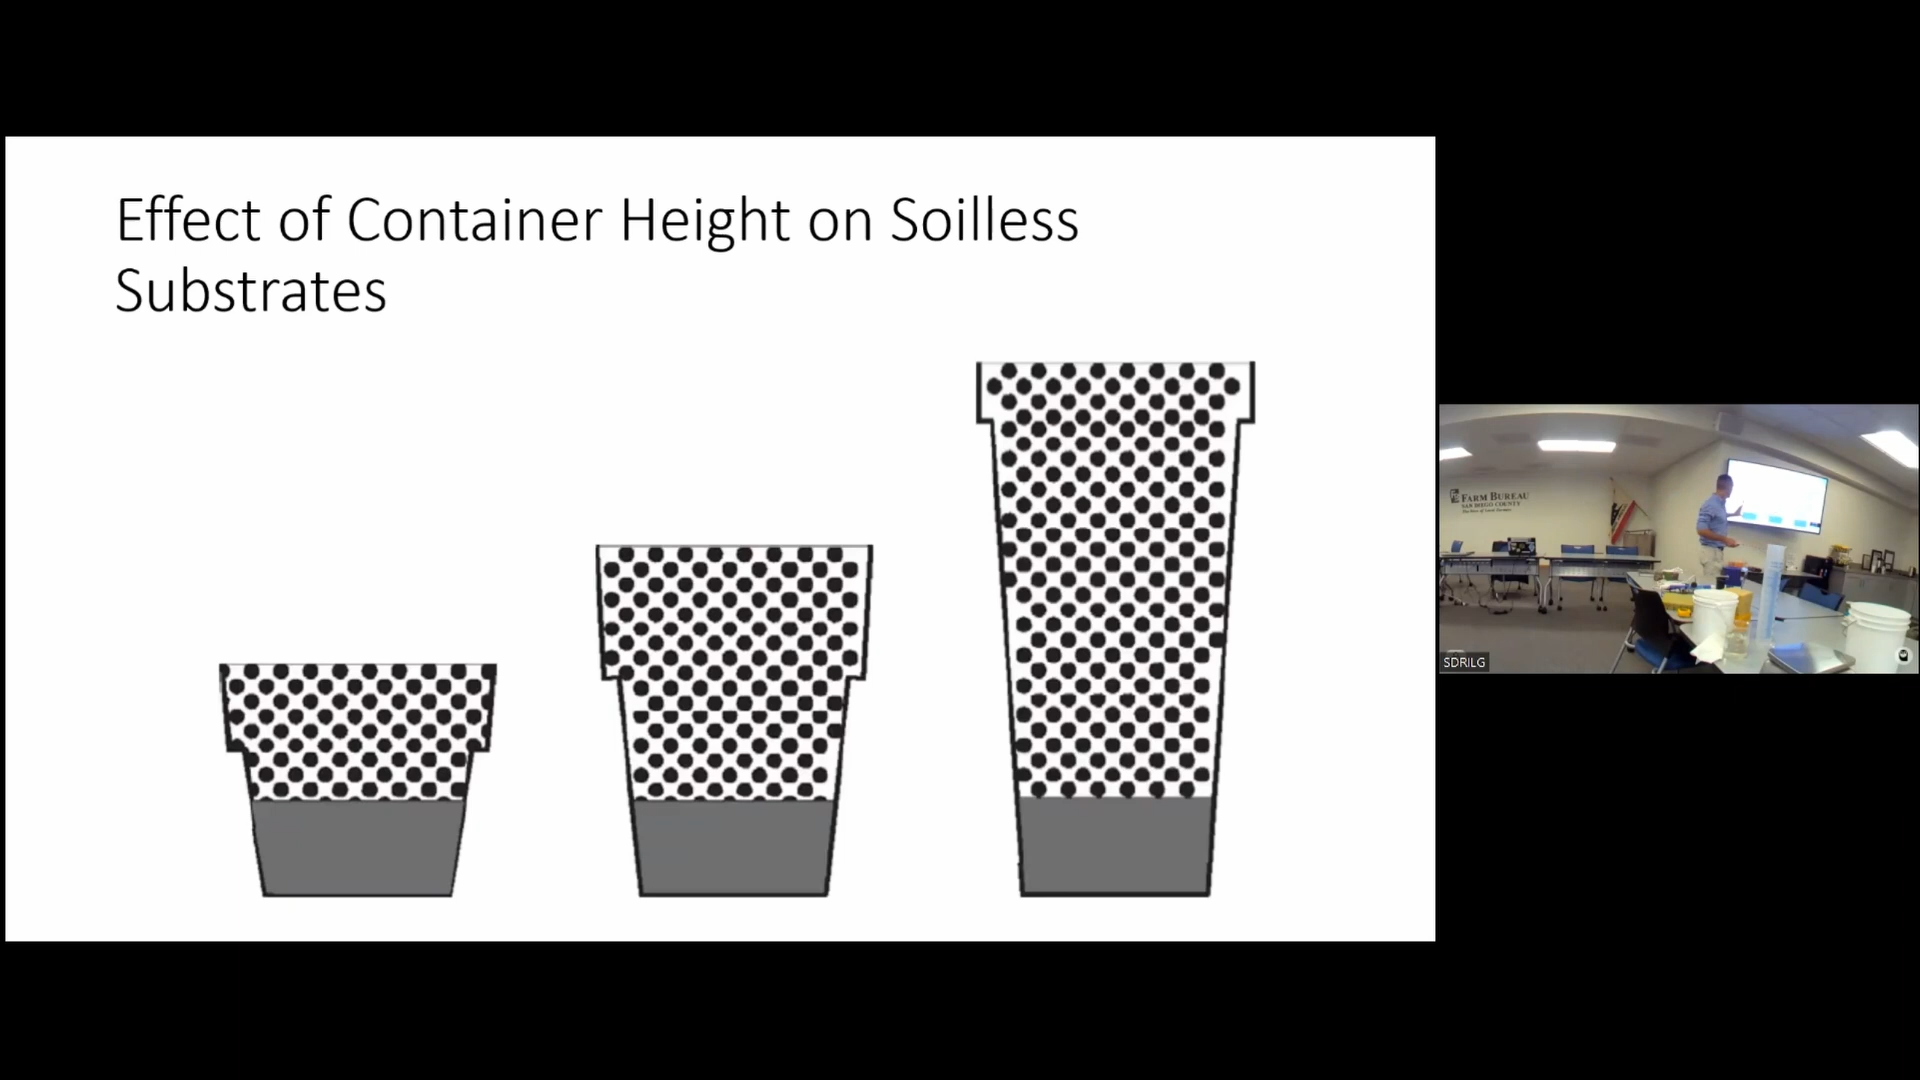 Effect of Container Height on Soilless
Substrates
FARM BUREAU
SAN DIEGO COUNTY
SDRILG